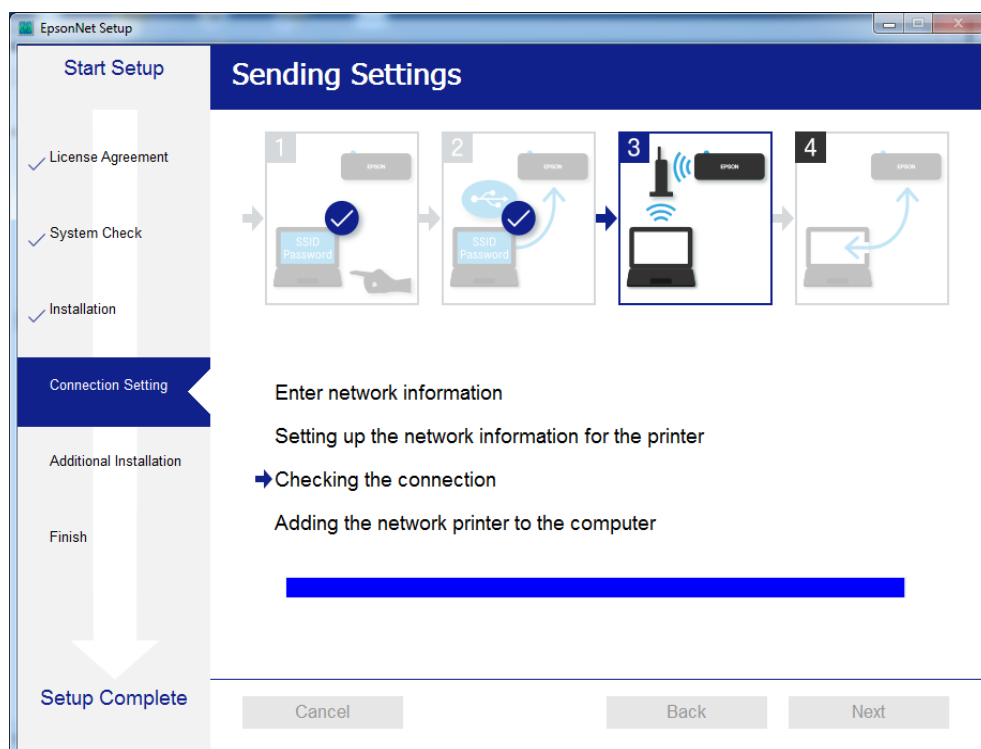 EpsonNet Setup
Start Setup
License Agreement
System Check
Installation
Connection Setting
Additional Installation
Finish
Setup Complete
Sending Settings
1
EPSON
SSID
Password
2
EPSON
SSID
Password
3
EPSON
4
EPSON
Enter network information
Setting up the network information for the printer
Checking the connection
Adding the network printer to the computer
Cancel
Back
Next